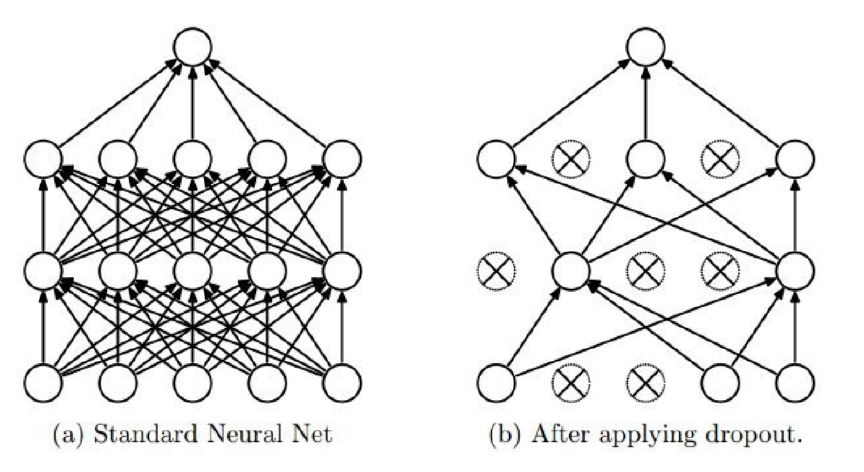 (a) Standard Neural Net
(b) After applying dropout.